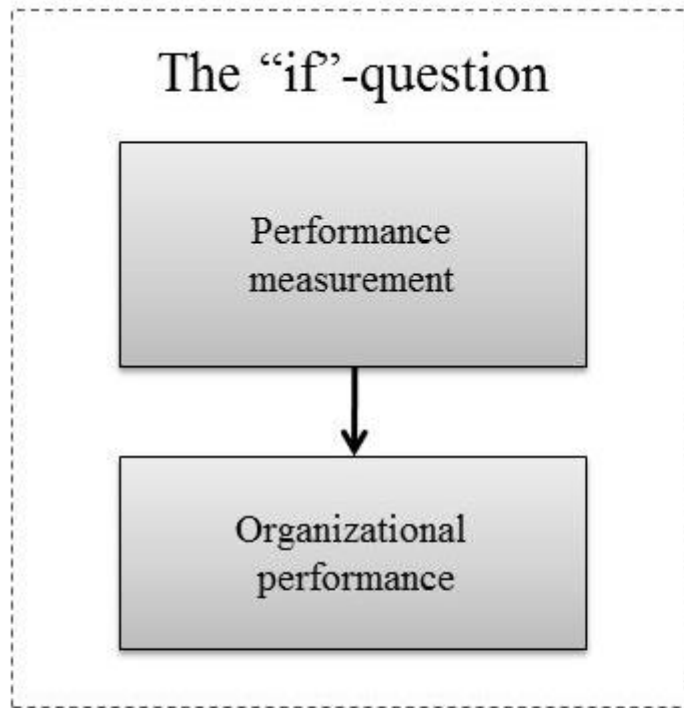 The “if”-question
Performance
measurement
Organizational
performance